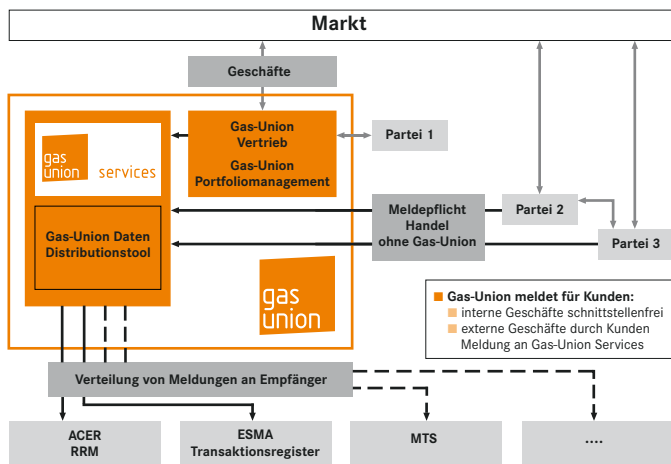 Markt
Geschäfte
Gas-Union
Vertrieb
Gas-Union
Portfoliomanagement
Partei 1
gas
union
services
Meldepflicht
Handel
ohne Gas-Union
Partei 2
Partei 3
Gas-Union Daten
Distributionstool
gas
union
Gas-Union meldet für Kunden:
interne Geschäfte schnittstellenfrei
externe Geschäfte durch Kunden
Meldung an Gas-Union Services
Verteilung von Meldungen an Empfänger
ACER
RRM
ESMA
Transaktionsregister
MTS
....